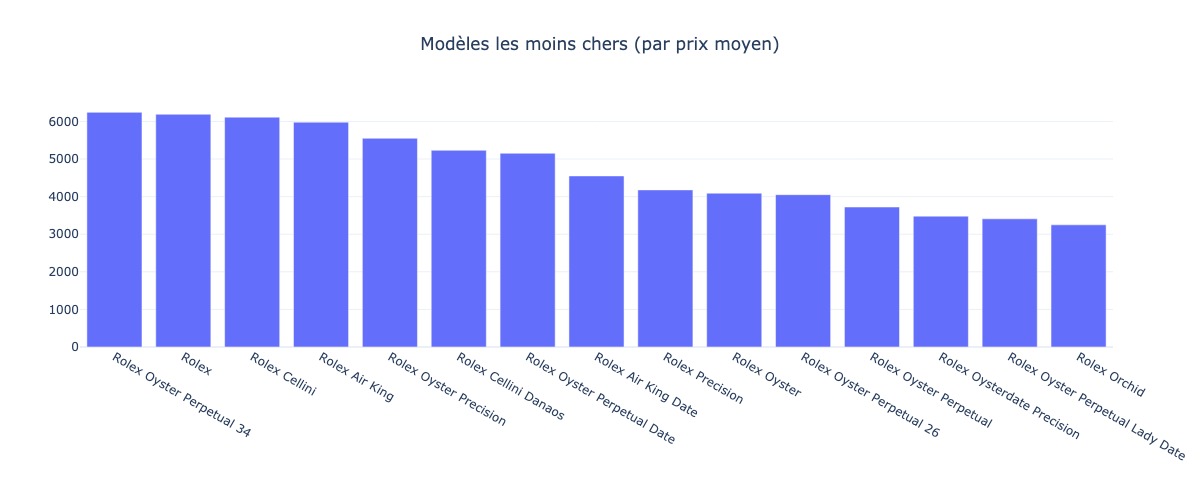 Modèles les moins chers (par prix moyen)
6000
5000
4000
3000
2000
1000
0
Rolex Oyster Perpetual 34
Rolex
Rolex Cellini
Rolex Air King
Rolex Oyster Precision
Rolex Cellini Danaos
Rolex Oyster Perpetual Date
Rolex Air King Date
Rolex Precision
Rolex Oyster
Rolex Oyster Perpetual 26
Rolex Oyster Perpetual
Rolex Oysterdate Precision
Rolex Oyster Perpetual Lady Date
Rolex Orchid